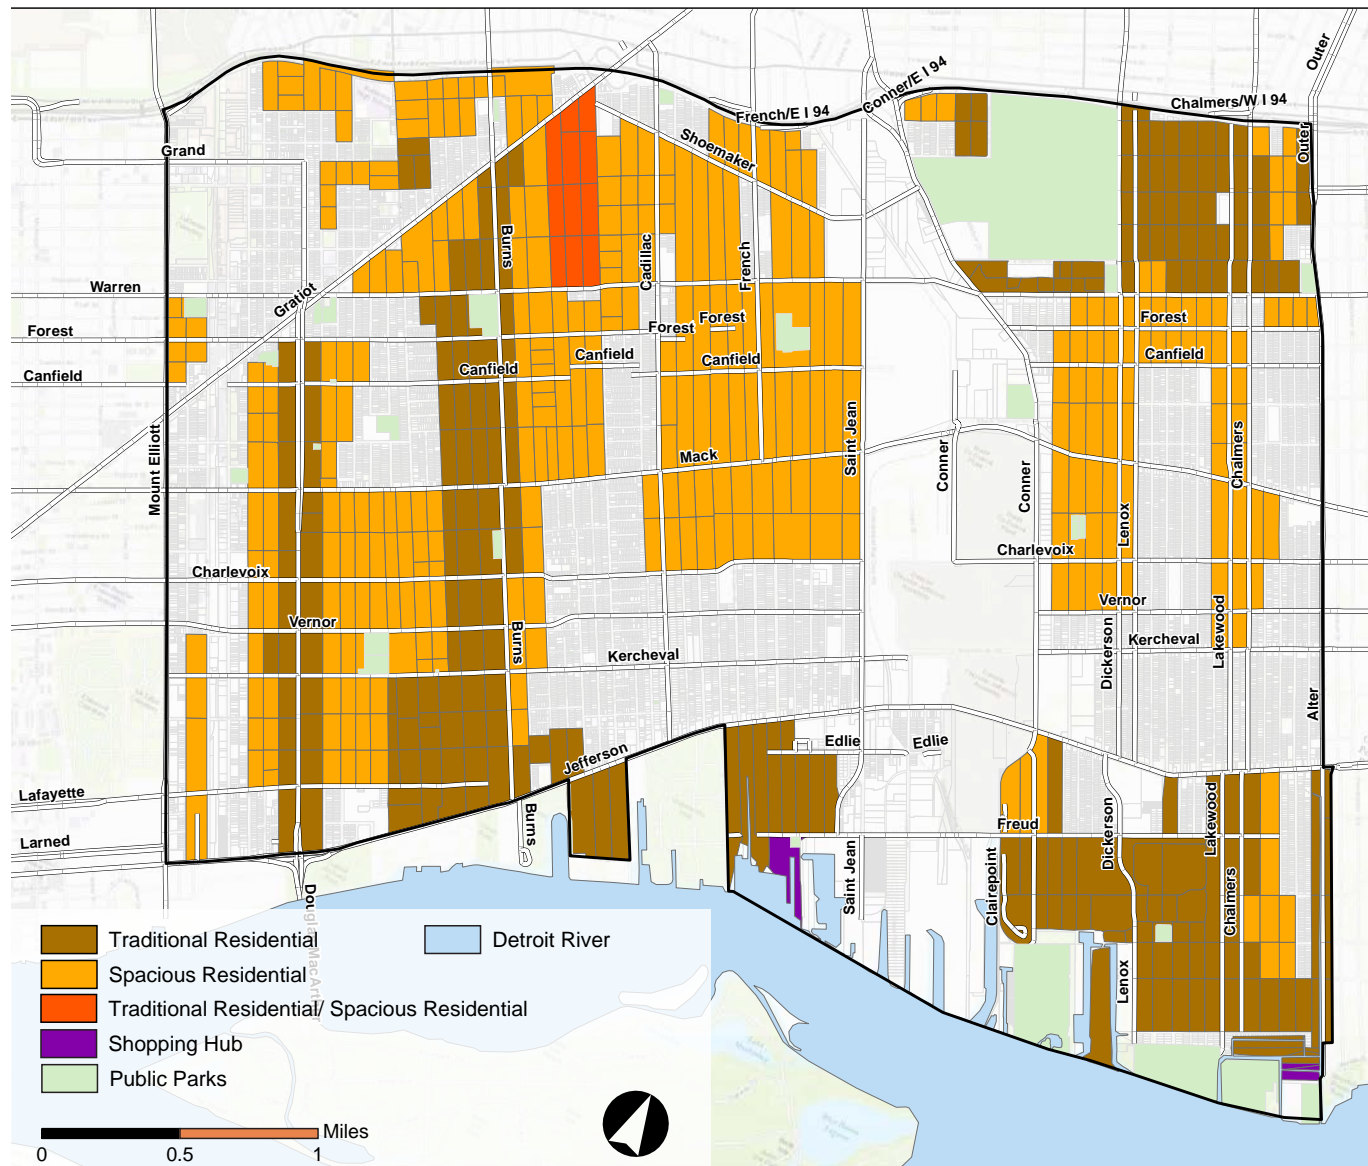 Outer
Conner/E I 94
Chalmers/W I 94
French/E I 94
Shoemaker
Outer
Grand
Burns
Cadillac
French
Warren
Gratiot
Forest
Forest
Forest
Forest
Canfield
Canfield
Canfield
Canfield
Canfield
Mount Elliott
Mack
Saint Jean
Conner
Conner
Chalmers
Lenox
Charlevoix
Charlevoix
Vernor
Vernor
Burns
Kercheval
Kercheval
Dickerson
Lakewood
Alter
Edlie
Edlie
Jefferson
Lafayette
Larned
Burns
Freud
Saint Jean
Clairepoint
Dickerson
Lakewood
Chalmers
Lenox
Douglas MacArthur
Traditional Residential
Detroit River
Spacious Residential
Traditional Residential/ Spacious Residential
Shopping Hub
Public Parks
Miles
0 0.5 1